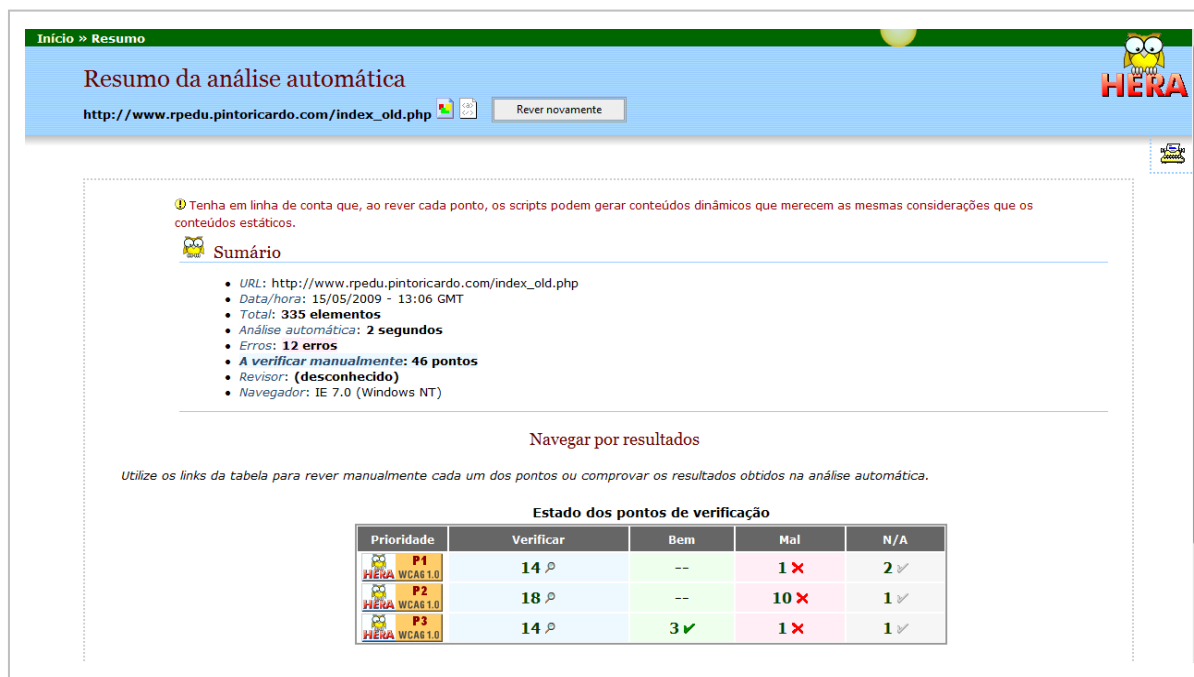 Início » Resumo
HERA
Resumo da análise automática
http://www.rpedu.pintoricardo.com/index_old.php Rever novamente
Tenha em linha de conta que, ao rever cada ponto, os scripts podem gerar conteúdos dinâmicos que merecem as mesmas considerações que os
conteúdos estáticos.
Sumário
• URL: http://www.rpedu.pintoricardo.com/index_old.php
• Data/hora: 15/05/2009 - 13:06 GMT
• Total: 335 elementos
• Análise automática: 2 segundos
• Erros: 12 erros
• A verificar manualmente: 46 pontos
• Revisor: (desconhecido)
• Navegador: IE 7.0 (Windows NT)
Navegar por resultados
Utilize os links da tabela para rever manualmente cada um dos pontos ou comprovar os resultados obtidos na análise automática.
Estado dos pontos de verificação
Prioridade Verificar Bem Mal N/A
HERA P1 WCAG 1.0 14 -- 1 2
HERA P2 WCAG 1.0 18 -- 10 1
HERA P3 WCAG 1.0 14 3 1 1